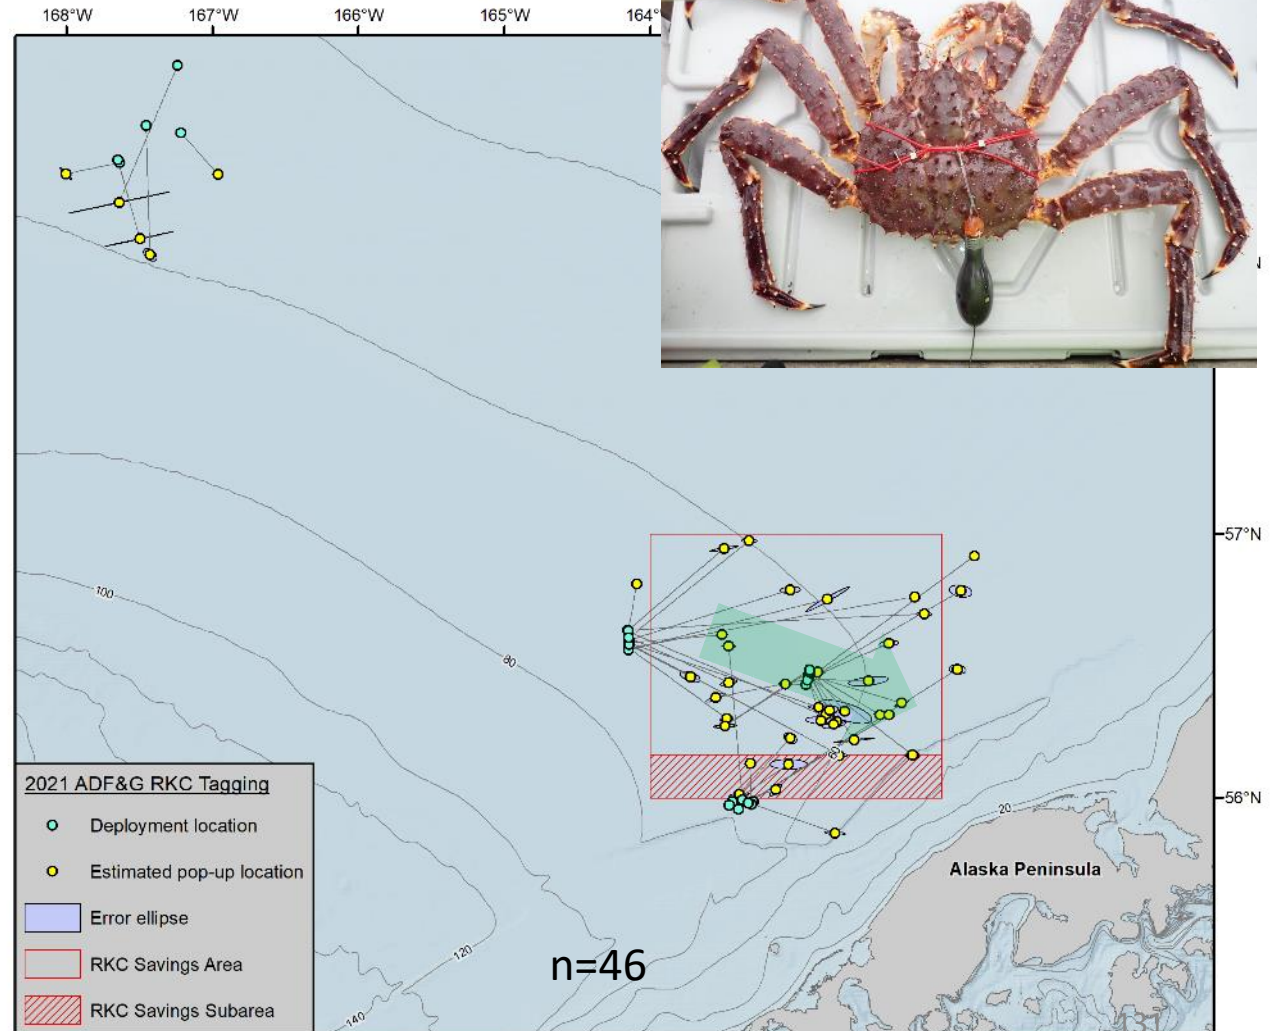 168°W
167°W
166°W
165°W
164°
57°N
100
80
60
56°N
20
Alaska Peninsula
2021 ADF&G RKC Tagging
Deployment location
Estimated pop-up location
Error ellipse
RKC Savings Area
RKC Savings Subarea
n=46
120
140